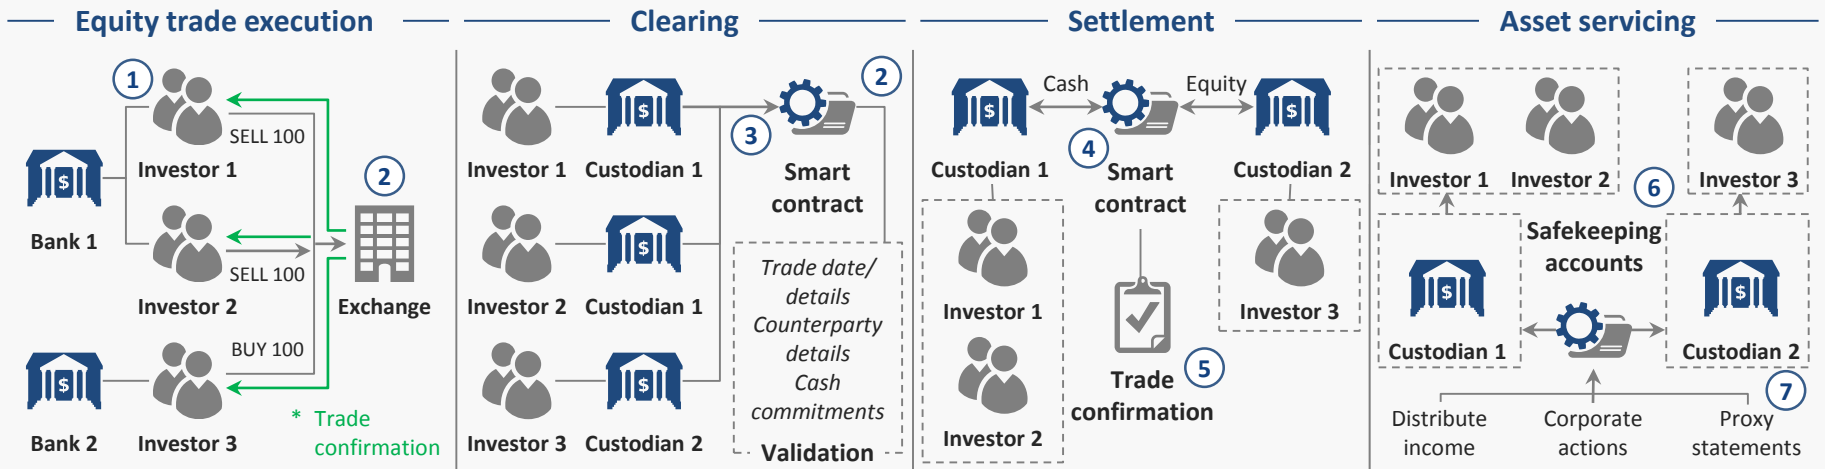 Equity trade execution
1
SELL 100
Investor 1
2
Bank 1
SELL 100
Investor 2
Exchange
BUY 100
Bank 2
Investor 3
* Trade
confirmation
Clearing
2
3
Investor 1
Custodian 1
Smart
contract
Investor 2
Custodian 1
Investor 3
Custodian 2
Trade date/
details
Counterparty
details
Cash
commitments
Validation
Settlement
Cash
Equity
4
Custodian 1
Smart
contract
Custodian 2
Investor 1
Investor 3
Investor 2
5
Trade
confirmation
Asset servicing
Investor 1
Investor 2
6
Investor 3
Safekeeping
accounts
Custodian 1
Custodian 2
7
Distribute
income
Corporate
actions
Proxy
statements